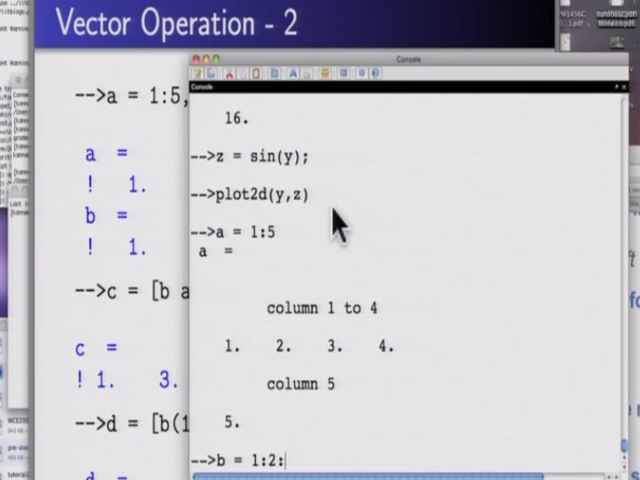 Vector Operation - 2
-->a = 1:5,
a =
! 1.
b =
! 1.
-->c = [b a
c =
! 1. 3.
-->d = [b(1
d =
Console
Console
16.
-->z = sin(y);
-->plot2d(y,z)
-->a = 1:5
a =
column 1 to 4
1. 2. 3. 4.
column 5
5.
-->b = 1:2: